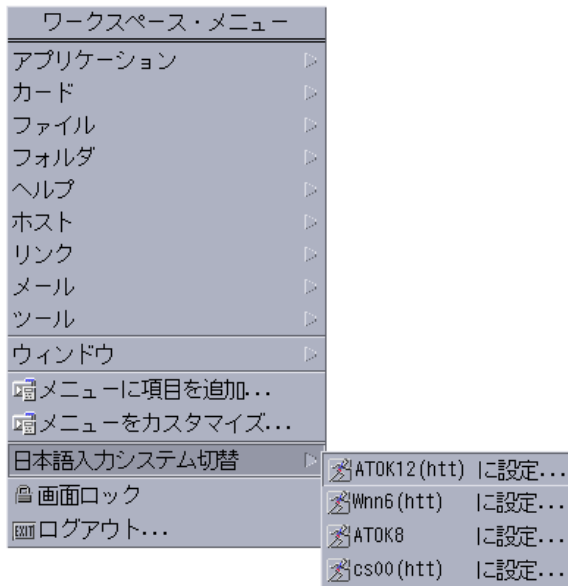 ワークスペース・メニュー
アプリケーション
カード
ファイル
フォルダ
ヘルプ
ホスト
リンク
メール
ツール
ウィンドウ
メニューに項目を追加...
メニューをカスタマイズ...
日本語入力システム切替
ATOK12(htt) に設定...
Wnn6(htt) に設定...
ATOK8 に設定...
cs00(htt) に設定...
画面ロック
EXIT ログアウト...